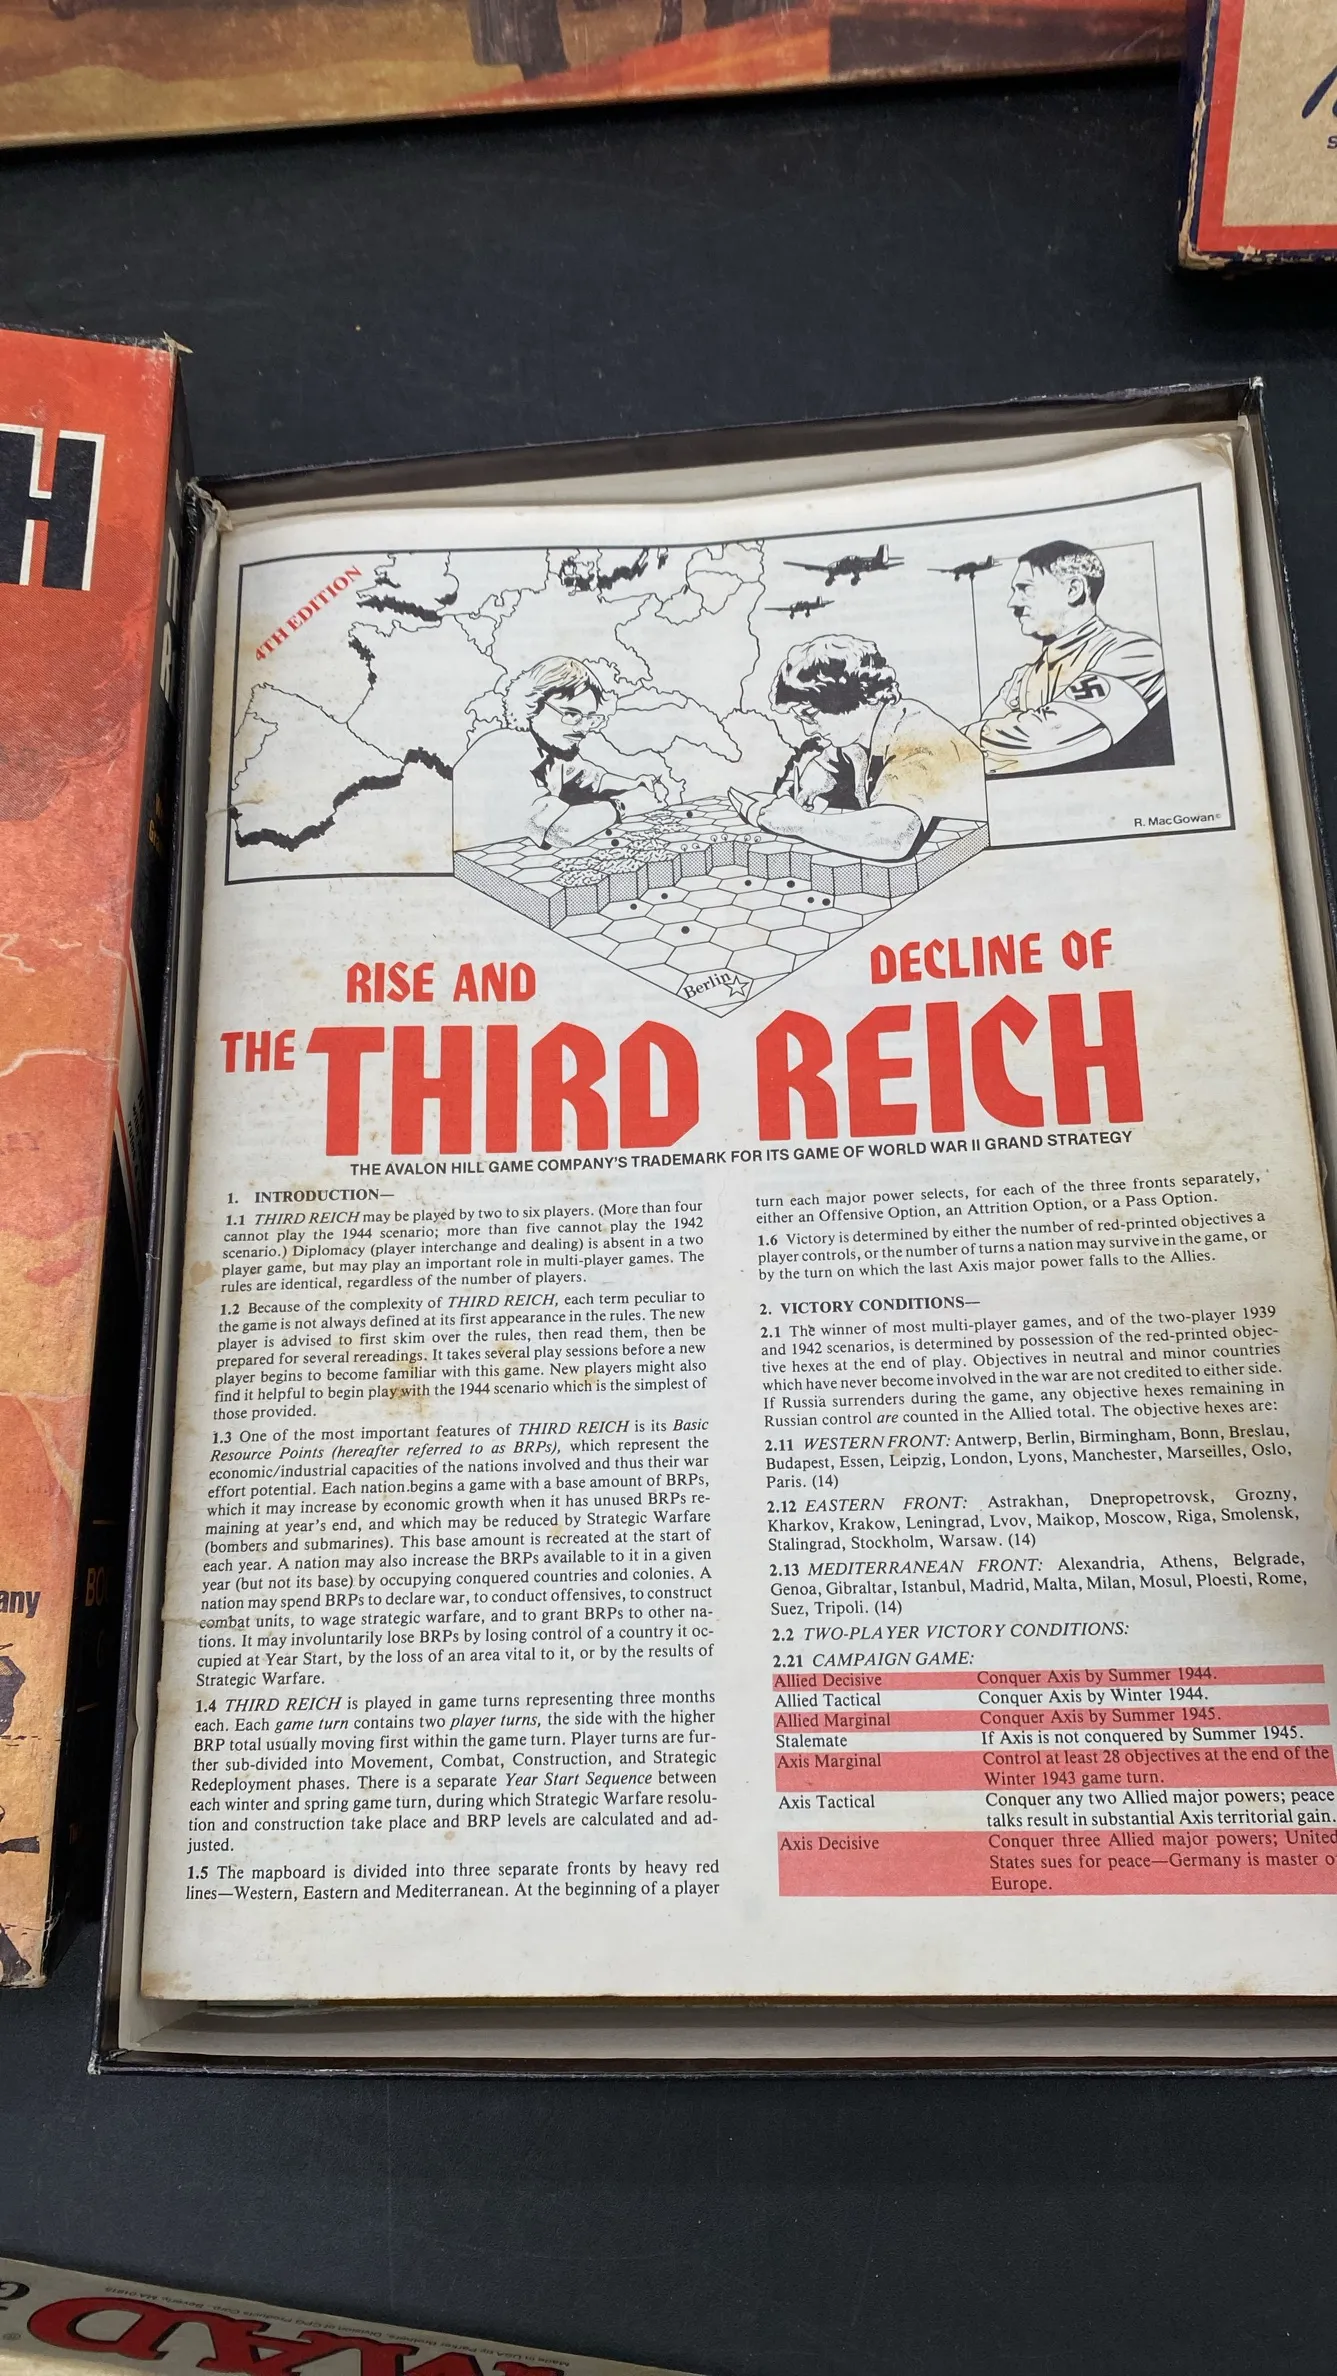 H
4TH EDITION
R. MacGowan©
Berlin
RISE AND
DECLINE OF
THE THIRD REICH
THE AVALON HILL GAME COMPANY'S TRADEMARK FOR ITS GAME OF WORLD WAR II GRAND STRATEGY
1. INTRODUCTION—
1.1 THIRD REICH may be played by two to six players. (More than four
cannot play the 1944 scenario; more than five cannot play the 1942
scenario.) Diplomacy (player interchange and dealing) is absent in a two
player game, but may play an important role in multi-player games. The
rules are identical, regardless of the number of players.
1.2 Because of the complexity of THIRD REICH, each term peculiar to
the game is not always defined at its first appearance in the rules. The new
player is advised to first skim over the rules, then read them, then be
prepared for several rereadings. It takes several play sessions before a new
player begins to become familiar with this game. New players might also
find it helpful to begin play with the 1944 scenario which is the simplest of
those provided.
1.3 One of the most important features of THIRD REICH is its Basic
Resource Points (hereafter referred to as BRPs), which represent the
economic/industrial capacities of the nations involved and thus their war
effort potential. Each nation begins a game with a base amount of BRPs,
which it may increase by economic growth when it has unused BRPs re-
maining at year's end, and which may be reduced by Strategic Warfare
(bombers and submarines). This base amount is recreated at the start of
each year. A nation may also increase the BRPs available to it in a given
year (but not its base) by occupying conquered countries and colonies. A
nation may spend BRPs to declare war, to conduct offensives, to construct
combat units, to wage strategic warfare, and to grant BRPs to other na-
tions. It may involuntarily lose BRPs by losing control of a country it oc-
cupied at Year Start, by the loss of an area vital to it, or by the results of
Strategic Warfare.
1.4 THIRD REICH is played in game turns representing three months
each. Each game turn contains two player turns, the side with the higher
BRP total usually moving first within the game turn. Player turns are fur-
ther sub-divided into Movement, Combat, Construction, and Strategic
Redeployment phases. There is a separate Year Start Sequence between
each winter and spring game turn, during which Strategic Warfare resolu-
tion and construction take place and BRP levels are calculated and ad-
justed.
1.5 The mapboard is divided into three separate fronts by heavy red
lines—Western, Eastern and Mediterranean. At the beginning of a player
turn each major power selects, for each of the three fronts separately,
either an Offensive Option, an Attrition Option, or a Pass Option.
1.6 Victory is determined by either the number of red-printed objectives a
player controls, or the number of turns a nation may survive in the game, or
by the turn on which the last Axis major power falls to the Allies.
2. VICTORY CONDITIONS—
2.1 The winner of most multi-player games, and of the two-player 1939
and 1942 scenarios, is determined by possession of the red-printed objec-
tive hexes at the end of play. Objectives in neutral and minor countries
which have never become involved in the war are not credited to either side.
If Russia surrenders during the game, any objective hexes remaining in
Russian control are counted in the Allied total. The objective hexes are:
2.11 WESTERN FRONT: Antwerp, Berlin, Birmingham, Bonn, Breslau,
Budapest, Essen, Leipzig, London, Lyons, Manchester, Marseilles, Oslo,
Paris. (14)
2.12 EASTERN FRONT: Astrakhan, Dnepropetrovsk, Grozny,
Kharkov, Krakow, Leningrad, Lvov, Maikop, Moscow, Riga, Smolensk,
Stalingrad, Stockholm, Warsaw. (14)
2.13 MEDITERRANEAN FRONT: Alexandria, Athens, Belgrade,
Genoa, Gibraltar, Istanbul, Madrid, Malta, Milan, Mosul, Ploesti, Rome,
Suez, Tripoli. (14)
2.2 TWO-PLAYER VICTORY CONDITIONS:
2.21 CAMPAIGN GAME:
Allied Decisive Conquer Axis by Summer 1944.
Allied Tactical Conquer Axis by Winter 1944.
Allied Marginal Conquer Axis by Summer 1945.
Stalemate If Axis is not conquered by Summer 1945.
Axis Marginal Control at least 28 objectives at the end of the
Winter 1943 game turn.
Axis Tactical Conquer any two Allied major powers; peace
talks result in substantial Axis territorial gain.
Axis Decisive Conquer three Allied major powers; United
States sues for peace—Germany is master o
Europe.
any
MAD
Made in USA by Parker Brothers, Division of CPG Products Corp., Beverly, MA 01915